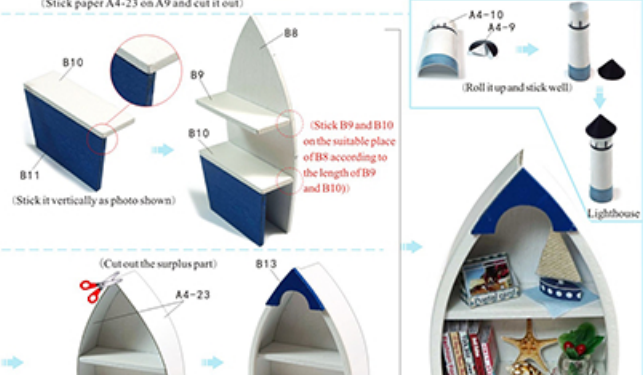 (Stick paper A4-23 on A9 and cut it out)
B10
B11
(Stick it vertically as photo shown)
B8
B9
B10
(Stick B9 and B10
on the suitable place
of B8 according to
the length of B9
and B10))
A4-10
A4-9
(Roll it up and stick well)
Lighthouse
(Cut out the surplus part)
A4-23
B13